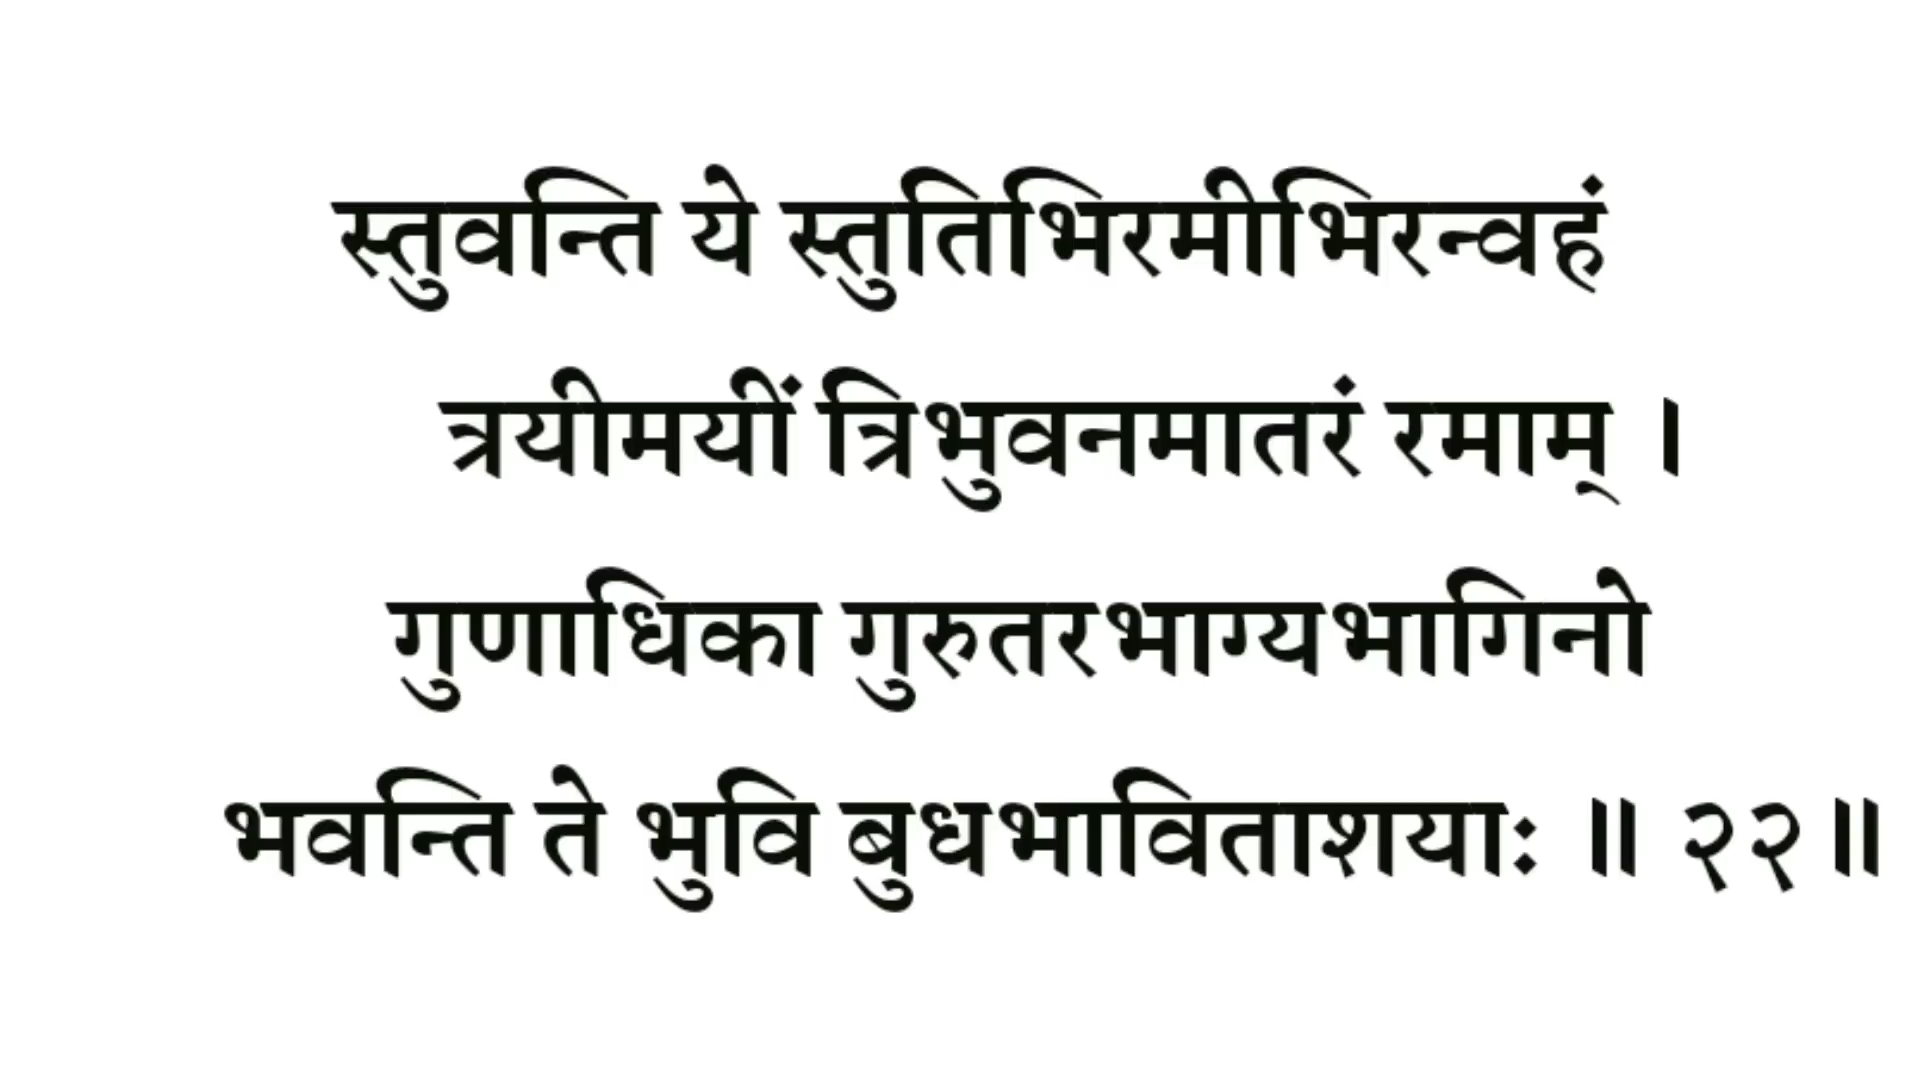 स्तुवन्ति ये स्तुतिभिरमीभिरन्वहं
त्रयीमयीं त्रिभुवनमातरं रमाम् ।
गुणाधिका गुरुतरभाग्यभागिनो
भवन्ति ते भुवि बुधभाविताशयाः ॥ २२॥